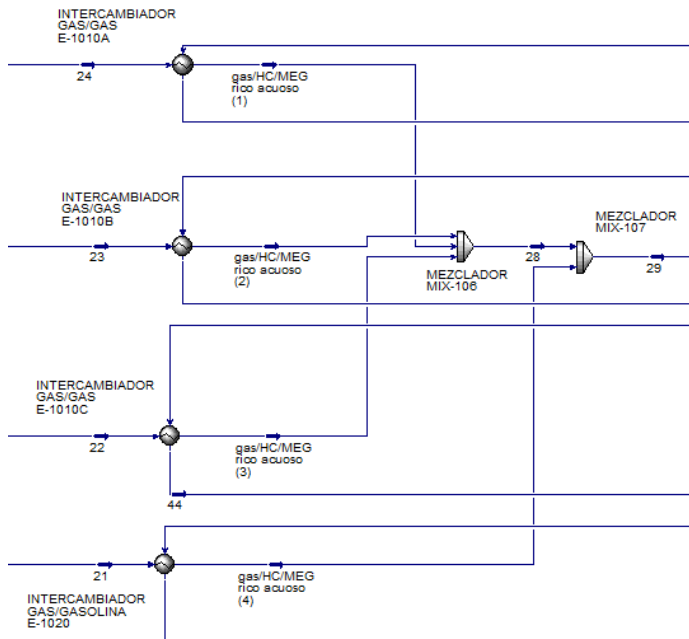 INTERCAMBIADOR
GAS/GAS
E-1010A
24
gas/HC/MEG
rico acuoso
(1)
INTERCAMBIADOR
GAS/GAS
E-1010B
23
gas/HC/MEG
rico acuoso
(2)
MEZCLADOR
MIX-106
28
MEZCLADOR
MIX-107
29
INTERCAMBIADOR
GAS/GAS
E-1010C
22
gas/HC/MEG
rico acuoso
(3)
44
21
gas/HC/MEG
rico acuoso
(4)
INTERCAMBIADOR
GAS/GASOLINA
E-1020